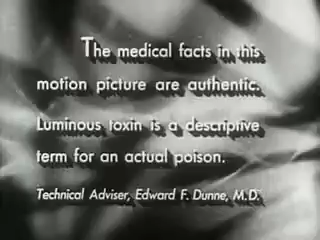 The medical facts in this
motion picture are authentic.
Luminous toxin is a descriptive
term for an actual poison.
Technical Adviser, Edward F. Dunne, M.D.